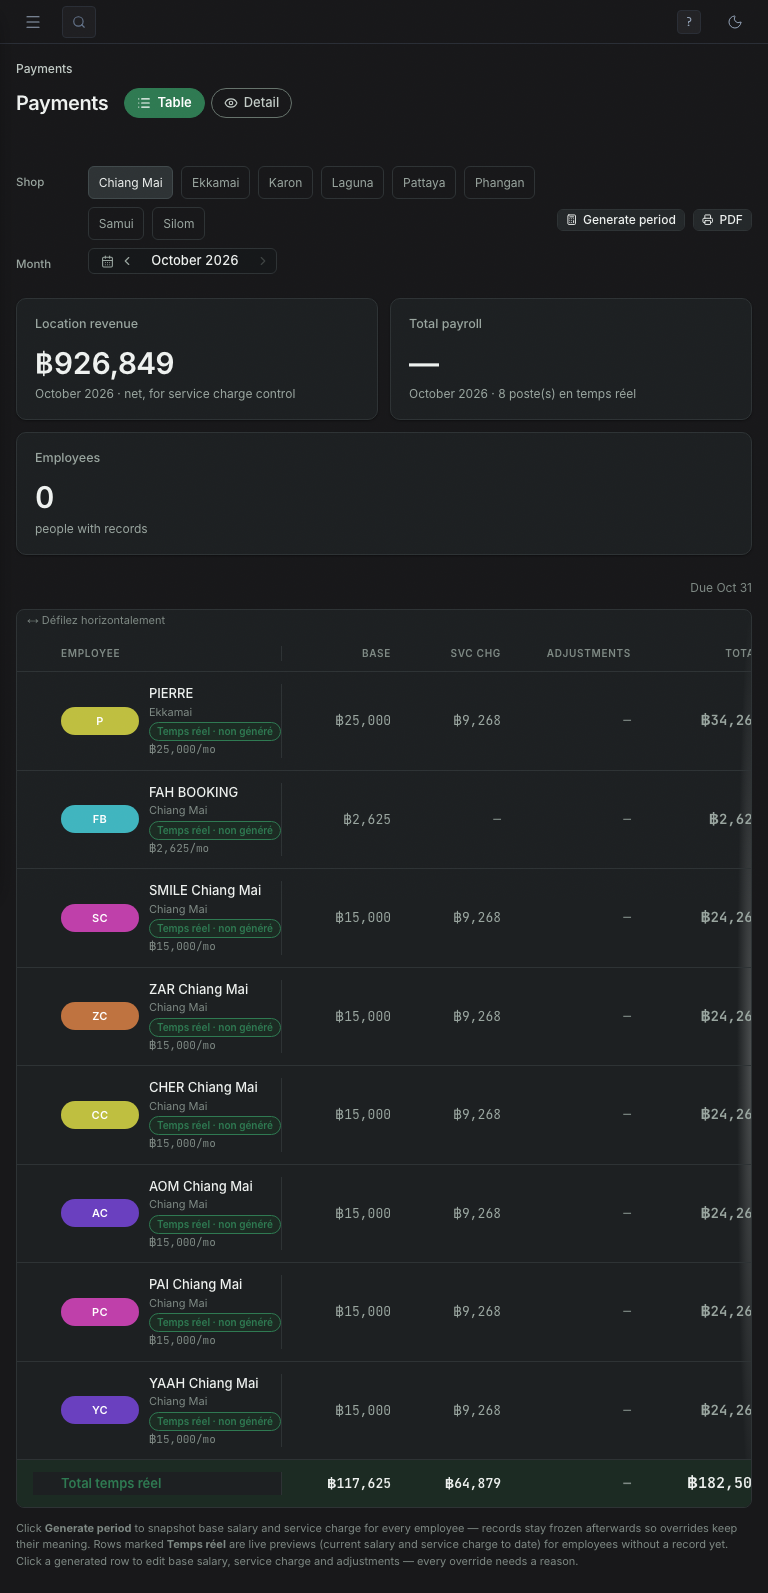 ?
Payments
Payments Table Detail
Shop Chiang Mai Ekkamai Karon Laguna Pattaya Phangan
Samui Silom Generate period PDF
Month October 2026
Location revenue
฿926,849
October 2026 · net, for service charge control
Total payroll
—
October 2026 · 8 poste(s) en temps réel
Employees
0
people with records
Due Oct 31
↔ Défilez horizontalement
EMPLOYEE BASE SVC CHG ADJUSTMENTS TOTA
P PIERRE
Ekkamai
Temps réel · non généré
฿25,000/mo
฿25,000 ฿9,268 — ฿34,26
FB FAH BOOKING
Chiang Mai
Temps réel · non généré
฿2,625/mo
฿2,625 — — ฿2,62
SC SMILE Chiang Mai
Chiang Mai
Temps réel · non généré
฿15,000/mo
฿15,000 ฿9,268 — ฿24,26
ZC ZAR Chiang Mai
Chiang Mai
Temps réel · non généré
฿15,000/mo
฿15,000 ฿9,268 — ฿24,26
CC CHER Chiang Mai
Chiang Mai
Temps réel · non généré
฿15,000/mo
฿15,000 ฿9,268 — ฿24,26
AC AOM Chiang Mai
Chiang Mai
Temps réel · non généré
฿15,000/mo
฿15,000 ฿9,268 — ฿24,26
PC PAI Chiang Mai
Chiang Mai
Temps réel · non généré
฿15,000/mo
฿15,000 ฿9,268 — ฿24,26
YC YAAH Chiang Mai
Chiang Mai
Temps réel · non généré
฿15,000/mo
฿15,000 ฿9,268 — ฿24,26
Total temps réel ฿117,625 ฿64,879 — ฿182,50
Click Generate period to snapshot base salary and service charge for every employee — records stay frozen afterwards so overrides keep
their meaning. Rows marked Temps réel are live previews (current salary and service charge to date) for employees without a record yet.
Click a generated row to edit base salary, service charge and adjustments — every override needs a reason.